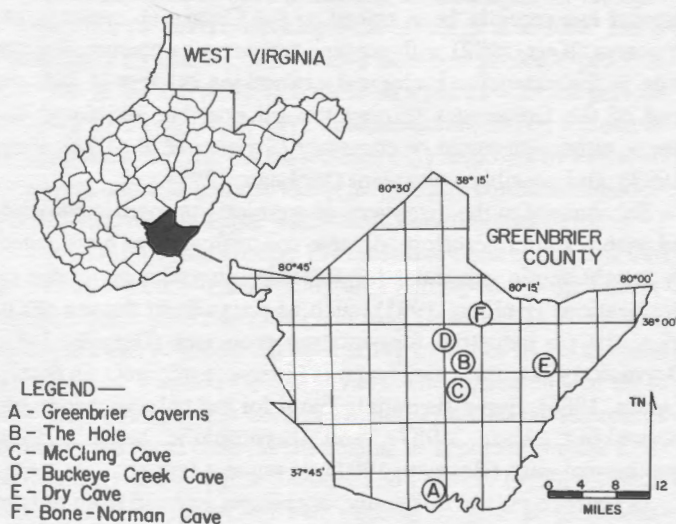 WEST VIRGINIA
38° 15'
80° 30'
GREENBRIER
COUNTY
80° 45'
80° 15'
80° 00'
38° 00'
F
D
B
E
C
LEGEND —
A - Greenbrier Caverns
B - The Hole
C - McClung Cave
D - Buckeye Creek Cave
E - Dry Cave
F - Bone-Norman Cave
37° 45'
A
TN
0 4 8 12
MILES